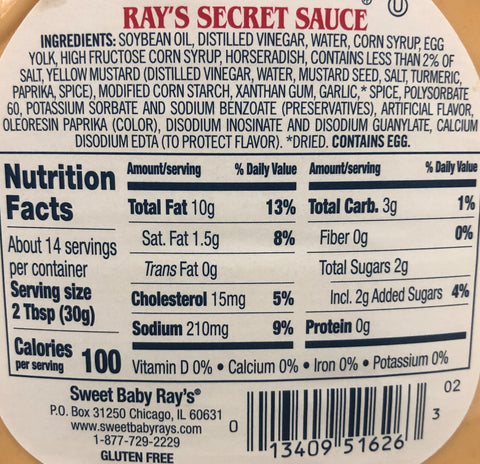 RAY'S SECRET SAUCE®
INGREDIENTS: SOYBEAN OIL, DISTILLED VINEGAR, WATER, CORN SYRUP, EGG
YOLK, HIGH FRUCTOSE CORN SYRUP, HORSERADISH, CONTAINS LESS THAN 2% OF
SALT, YELLOW MUSTARD (DISTILLED VINEGAR, WATER, MUSTARD SEED, SALT, TURMERIC,
PAPRIKA, SPICE), MODIFIED CORN STARCH, XANTHAN GUM, GARLIC,* SPICE, POLYSORBATE
60, POTASSIUM SORBATE AND SODIUM BENZOATE (PRESERVATIVES), ARTIFICIAL FLAVOR,
OLEORESIN PAPRIKA (COLOR), DISODIUM INOSINATE AND DISODIUM GUANYLATE, CALCIUM
DISODIUM EDTA (TO PROTECT FLAVOR). *DRIED. CONTAINS EGG.
Nutrition
Facts
About 14 servings
per container
Serving size
2 Tbsp (30g)
Calories
per serving 100
Amount/serving % Daily Value
Total Fat 10g 13%
Sat. Fat 1.5g 8%
Trans Fat 0g
Cholesterol 15mg 5%
Sodium 210mg 9%
Amount/serving % Daily Value
Total Carb. 3g 1%
Fiber 0g 0%
Total Sugars 2g
Incl. 2g Added Sugars 4%
Protein 0g
Vitamin D 0% • Calcium 0% • Iron 0% • Potassium 0%
Sweet Baby Ray's®
P.O. Box 31250 Chicago, IL 60631
www.sweetbabyrays.com
1-877-729-2229
GLUTEN FREE
0 13409 51626 3
02